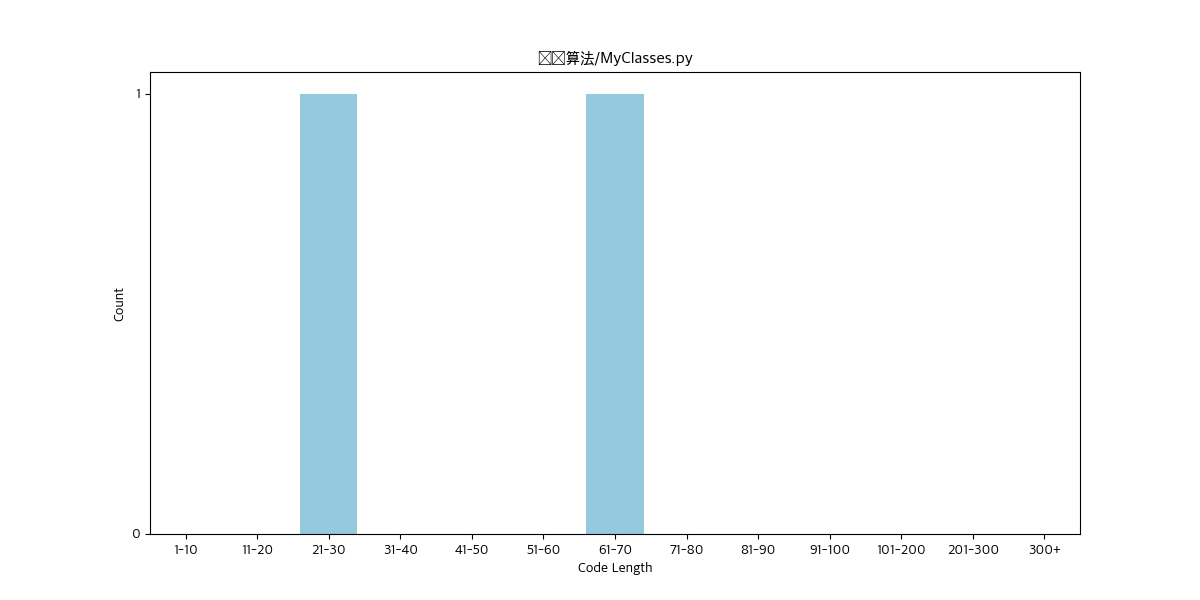 算法/MyClasses.py
1
Count
0
1-10 11-20 21-30 31-40 41-50 51-60 61-70 71-80 81-90 91-100 101-200 201-300 300+
Code Length